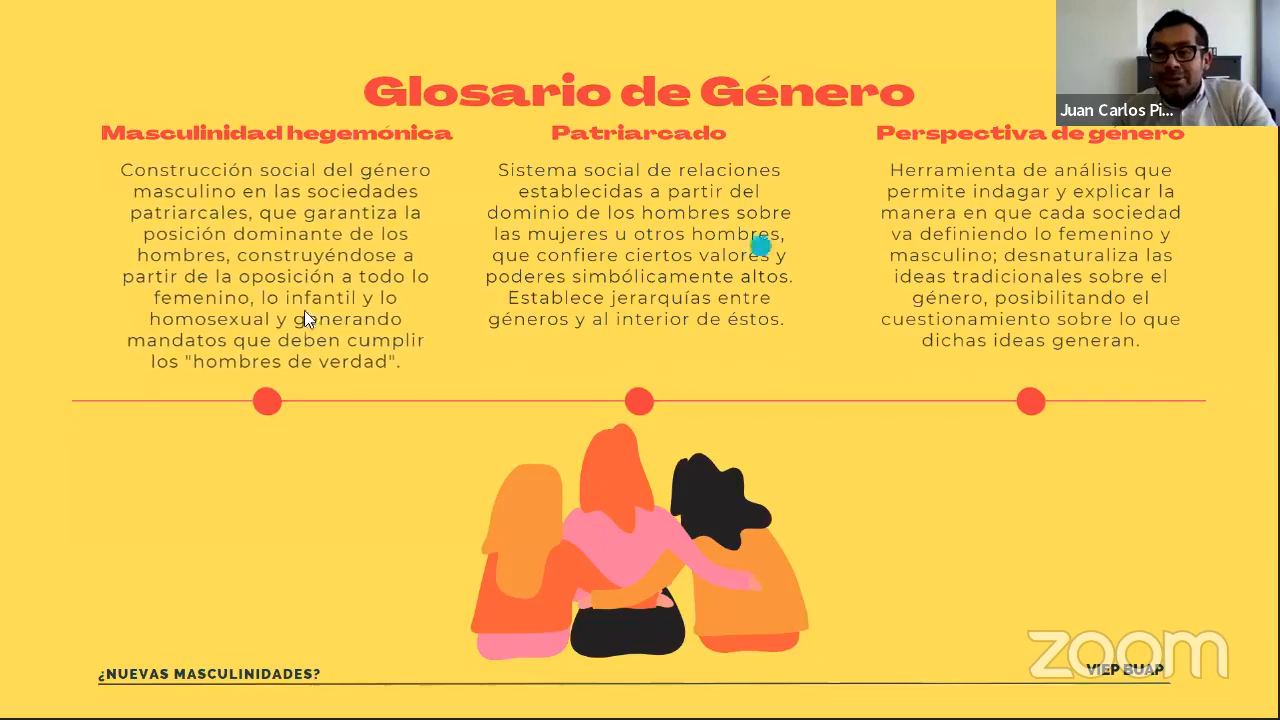 Glosario de Género
Juan Carlos Pi...
Masculinidad hegemónica
Construcción social del género
masculino en las sociedades
patriarcales, que garantiza la
posición dominante de los
hombres, construyéndose a
partir de la oposición a todo lo
femenino, lo infantil y lo
homosexual y generando
mandatos que deben cumplir
los "hombres de verdad".
Patriarcado
Sistema social de relaciones
establecidas a partir del
dominio de los hombres sobre
las mujeres u otros hombres,
que confiere ciertos valores y
poderes simbólicamente altos.
Establece jerarquías entre
géneros y al interior de éstos.
Perspectiva de género
Herramienta de análisis que
permite indagar y explicar la
manera en que cada sociedad
va definiendo lo femenino y
masculino; desnaturaliza las
ideas tradicionales sobre el
género, posibilitando el
cuestionamiento sobre lo que
dichas ideas generan.
¿NUEVAS MASCULINIDADES?
VIEP BUAP
zoom